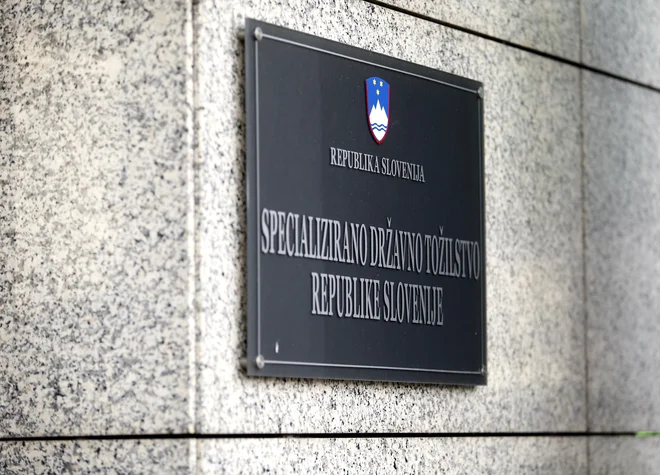 REPUBLIKA SLOVENIJA
SPECIALIZIRANO DRŽAVNO TOŽILSTVO
REPUBLIKE SLOVENIJE